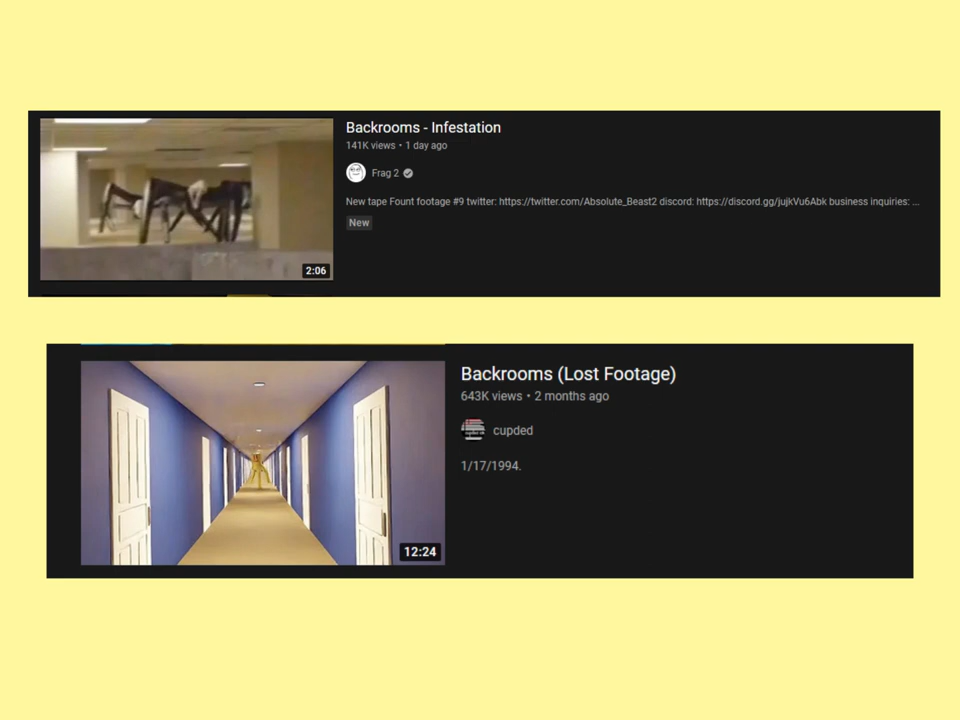 Backrooms - Infestation
141K views • 1 day ago
Frag 2
New tape Fount footage #9 twitter: https://twitter.com/Absolute_Beast2 discord: https://discord.gg/jujkVu6Abk business inquiries: ...
New
2:06
Backrooms (Lost Footage)
643K views • 2 months ago
cupded
1/17/1994.
12:24